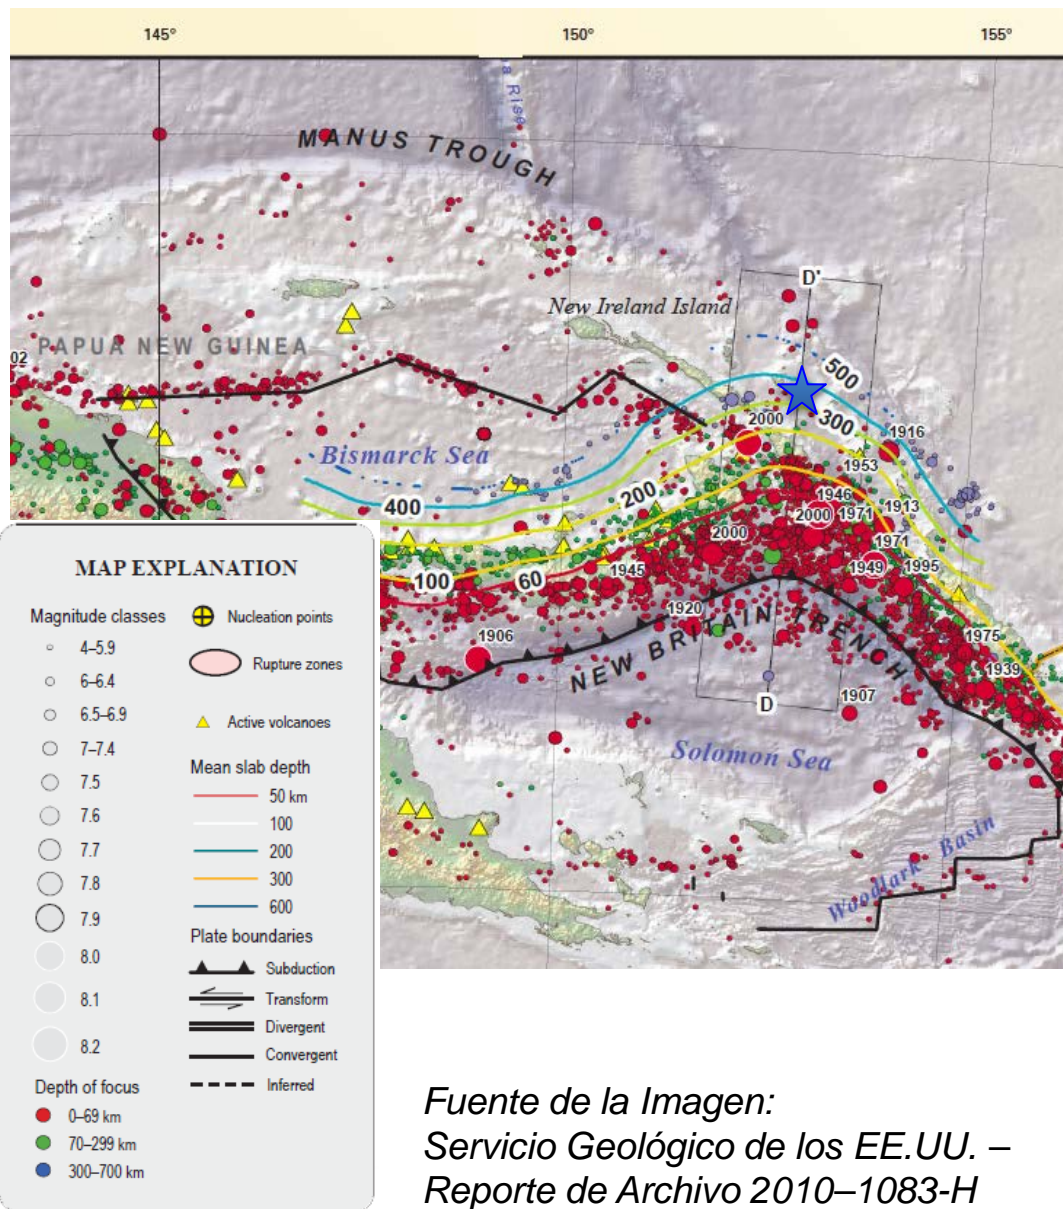 145°
150°
155°
s Rise
MANUS TROUGH
D'
New Ireland Island
PAPUA NEW GUINEA
02
500
2000
300
1916
Bismarck Sea
1953
200
400
1946
1913
2000
1971
2000
1971
100
60
1945
1949
1995
1920
NEW BRITAIN TRENCH
1975
1906
1939
1907
D
Solomon Sea
Woodlark Basin
MAP EXPLANATION
Magnitude classes
4–5.9
6–6.4
6.5–6.9
7–7.4
7.5
7.6
7.7
7.8
7.9
8.0
8.1
8.2
Depth of focus
0–69 km
70–299 km
300–700 km
Nucleation points
Rupture zones
Active volcanoes
Mean slab depth
50 km
100
200
300
600
Plate boundaries
Subduction
Transform
Divergent
Convergent
Inferred
Fuente de la Imagen:
Servicio Geológico de los EE.UU. –
Reporte de Archivo 2010–1083-H